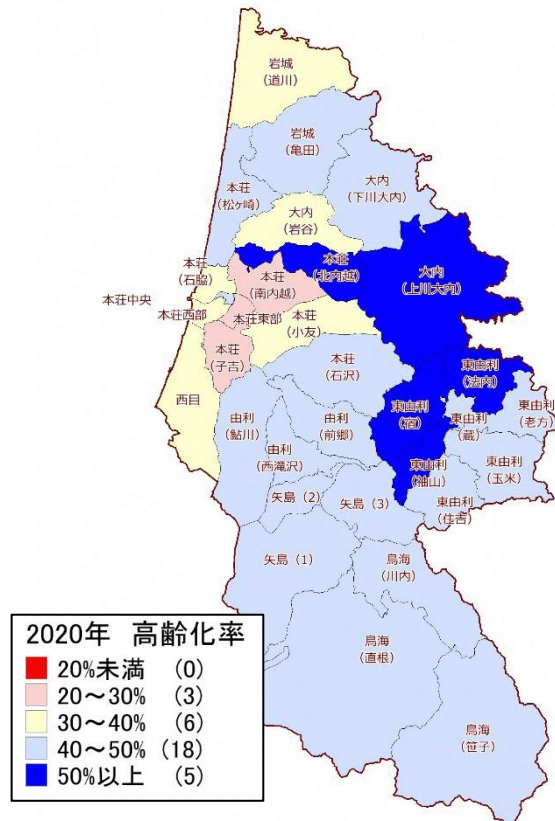 岩城
(道川)
岩城
(亀田)
本荘
(松ヶ崎)
大内
(下川大内)
大内
(岩谷)
本荘
(石脇)
本荘
(北内越)
本荘
(南内越)
大内
(上川大内)
本荘中央
本荘西部
本荘東部
本荘
(小友)
本荘
(子吉)
本荘
(石沢)
東由利
(法内)
西目
東由利
(宿)
東由利
(蔵)
東由利
(老方)
由利
(鮎川)
由利
(前郷)
由利
(西滝沢)
東由利
(袖山)
東由利
(玉米)
矢島（2）
矢島（3）
東由利
(住吉)
矢島（1）
鳥海
(川内)
鳥海
(直根)
鳥海
(笹子)
2020年 高齢化率
20%未満 (0)
20～30% (3)
30～40% (6)
40～50% (18)
50%以上 (5)